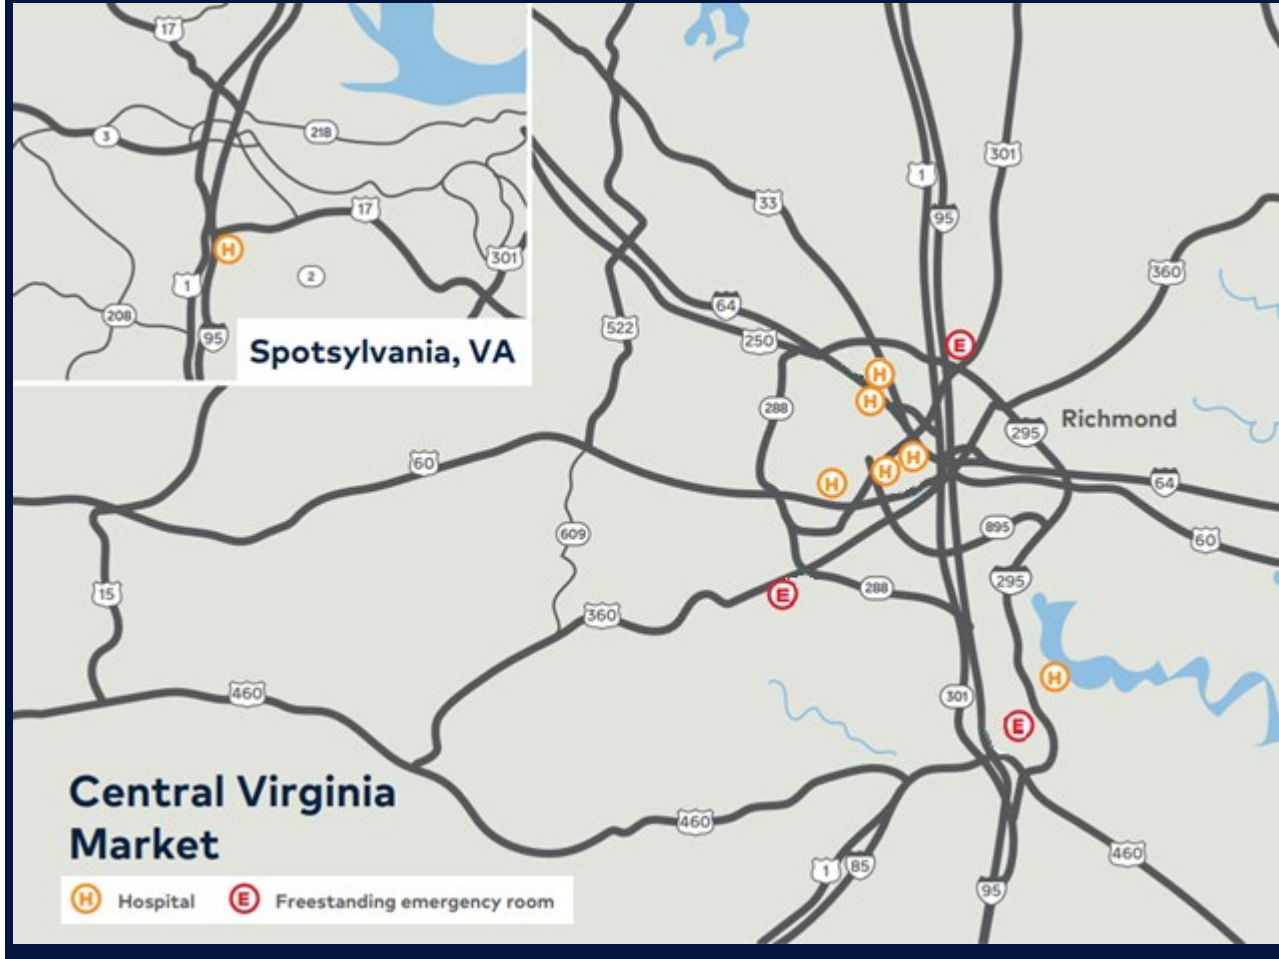 17
3
218
17
301
2
1
208
95
H
Spotsylvania, VA
301
1
33
95
360
64
522
250
E
H
H
288
295
Richmond
60
H
H
H
64
609
895
60
15
E
288
295
360
H
460
301
E
Central Virginia
Market
460
1
85
460
95
H Hospital E Freestanding emergency room